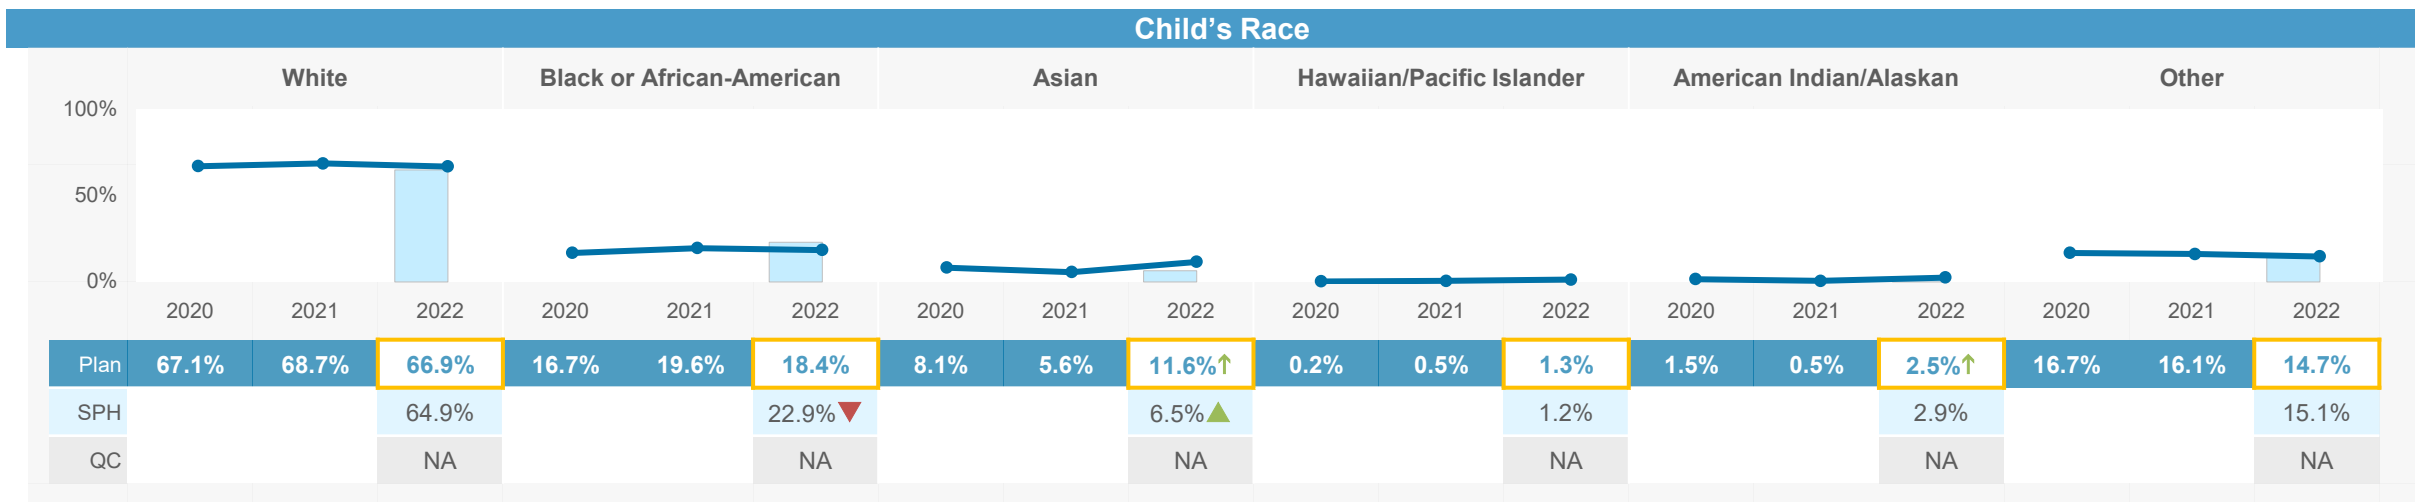 Child’s Race
White Black or African-American Asian Hawaiian/Pacific Islander American Indian/Alaskan Other
100%
50%
0%
2020 2021 2022 2020 2021 2022 2020 2021 2022 2020 2021 2022 2020 2021 2022 2020 2021 2022
Plan 67.1% 68.7% 66.9% 16.7% 19.6% 18.4% 8.1% 5.6% 11.6%↑ 0.2% 0.5% 1.3% 1.5% 0.5% 2.5%↑ 16.7% 16.1% 14.7%
SPH 64.9% 22.9%▼ 6.5%▲ 1.2% 2.9% 15.1%
QC NA NA NA NA NA NA